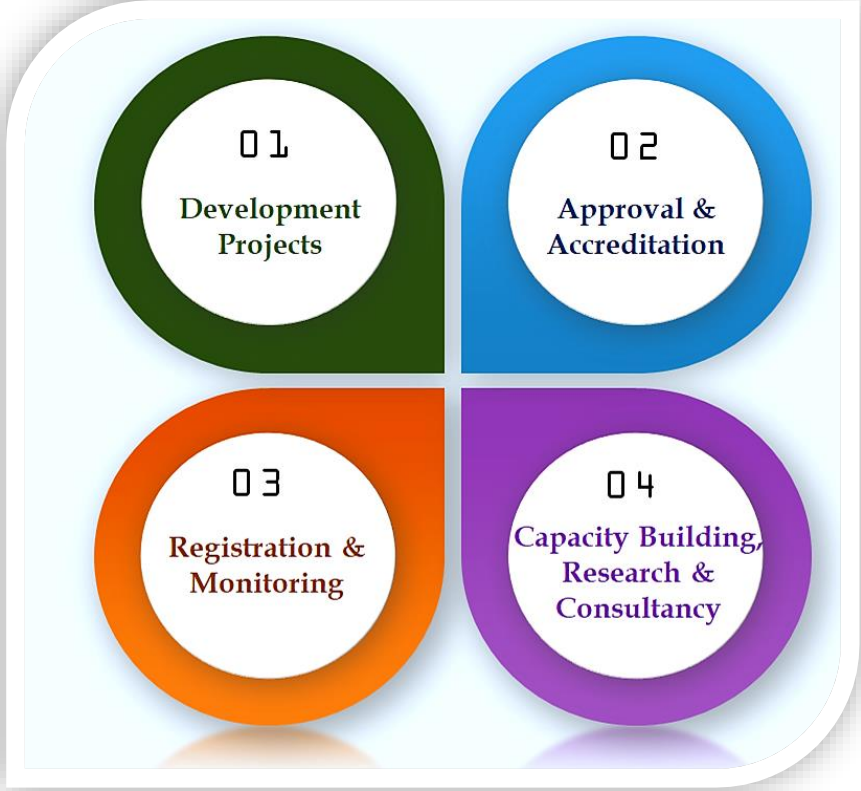 01
Development
Projects
02
Approval &
Accreditation
03
Registration &
Monitoring
04
Capacity Building,
Research &
Consultancy